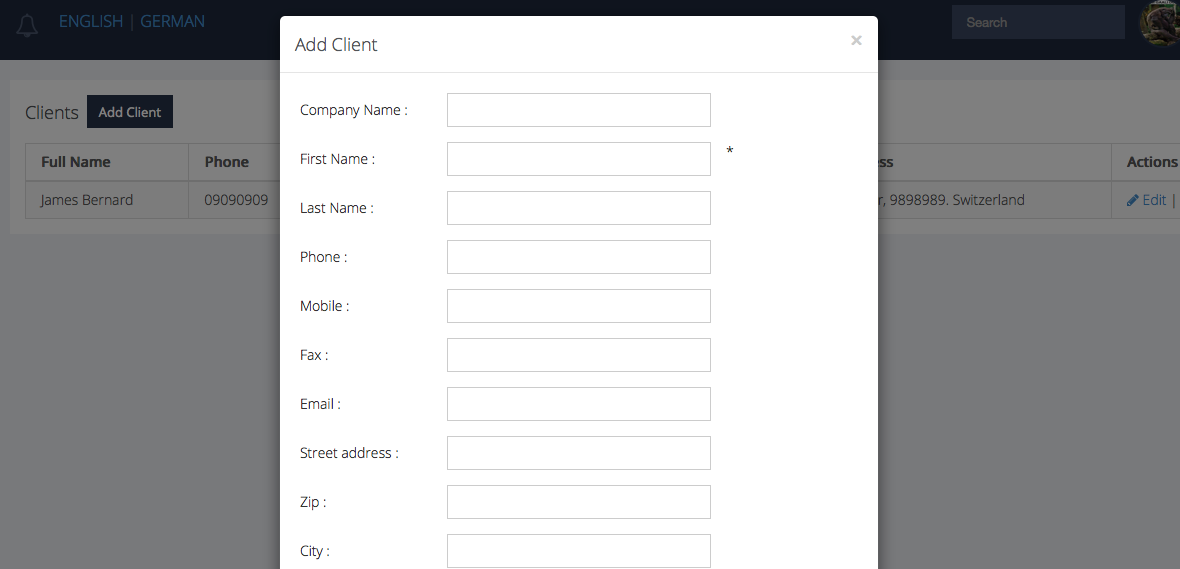 ENGLISH | GERMAN
Search
Add Client
×
Clients
Add Client
Full Name
Phone
ss
Actions
James Bernard
09090909
r, 9898989. Switzerland
Edit |
Company Name :
First Name :
*
Last Name :
Phone :
Mobile :
Fax :
Email :
Street address :
Zip :
City :